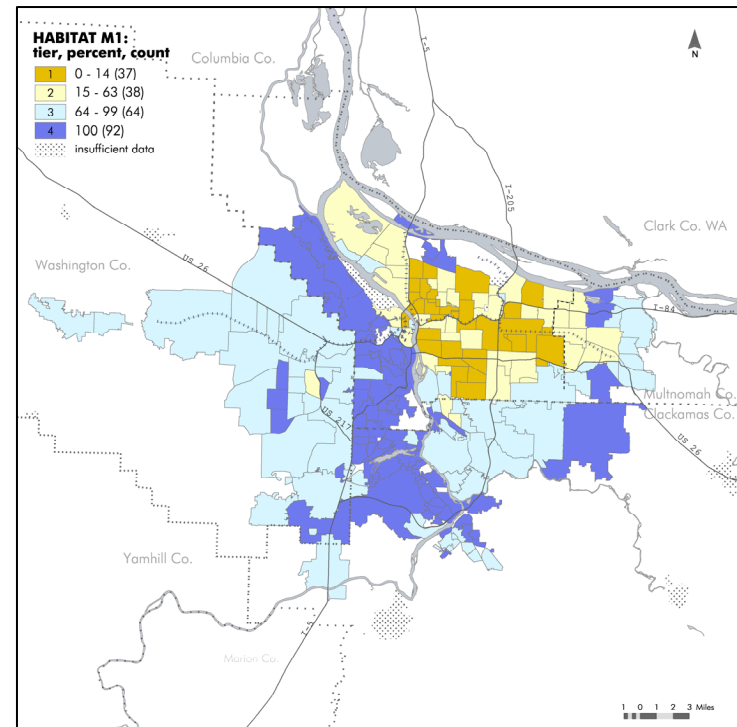 HABITAT M1:
tier, percent, count
1 0 - 14 (37)
2 15 - 63 (38)
3 64 - 99 (64)
4 100 (92)
insufficient data
Columbia Co.
I-5
N
I-205
Clark Co. WA
Washington Co.
US 26
I-84
Multnomah Co.
Clackamas Co.
US 217
US 26
Yamhill Co.
I-5
Marion Co.
1 0 1 2 3 Miles